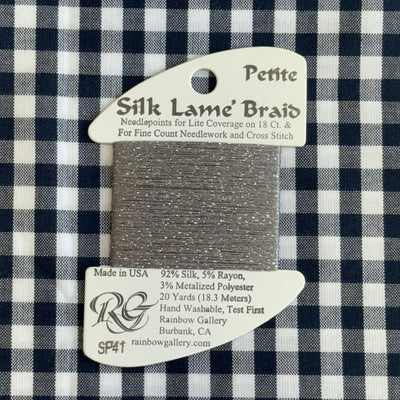 Petite
Silk Lamé Braid
Needlepoints for Lite Coverage on 18 Ct. &
For Fine Count Needlework and Cross Stitch
Made in USA
92% Silk, 5% Rayon,
3% Metalized Polyester
20 Yards (18.3 Meters)
Hand Washable, Test First
Rainbow Gallery
Burbank, CA
rainbowgallery.com
RG
SP41